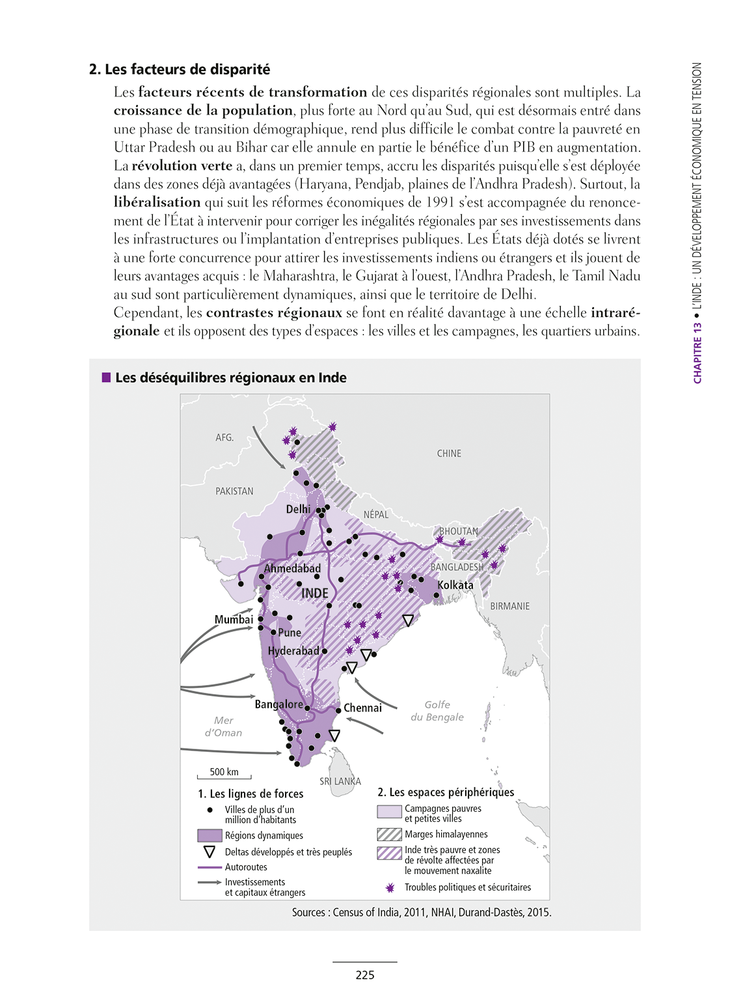 2. Les facteurs de disparité
Les facteurs récents de transformation de ces disparités régionales sont multiples. La
croissance de la population, plus forte au Nord qu’au Sud, qui est désormais entré dans
une phase de transition démographique, rend plus difficile le combat contre la pauvreté en
Uttar Pradesh ou au Bihar car elle annule en partie le bénéfice d’un PIB en augmentation.
La révolution verte a, dans un premier temps, accru les disparités puisqu’elle s’est déployée
dans des zones déjà avantagées (Haryana, Pendjab, plaines de l’Andhra Pradesh). Surtout, la
libéralisation qui suit les réformes économiques de 1991 s’est accompagnée du renonce-
ment de l’État à intervenir pour corriger les inégalités régionales par ses investissements dans
les infrastructures ou l’implantation d’entreprises publiques. Les États déjà dotés se livrent
à une forte concurrence pour attirer les investissements indiens ou étrangers et ils jouent de
leurs avantages acquis : le Maharashtra, le Gujarat à l’ouest, l’Andhra Pradesh, le Tamil Nadu
au sud sont particulièrement dynamiques, ainsi que le territoire de Delhi.
Cependant, les contrastes régionaux se font en réalité davantage à une échelle intraré-
gionale et ils opposent des types d’espaces : les villes et les campagnes, les quartiers urbains.
CHAPITRE 13 • L’INDE : UN DÉVELOPPEMENT ÉCONOMIQUE EN TENSION
Les déséquilibres régionaux en Inde
AFG.
CHINE
PAKISTAN
Delhi
NÉPAL
BHOUTAN
Ahmedabad
BANGLADESH
Kolkata
INDE
BIRMANIE
Mumbai
Pune
Hyderabad
Bangalore
Chennai
Golfe
du Bengale
Mer
d’Oman
500 km
SRI LANKA
1. Les lignes de forces
Villes de plus d’un
million d'habitants
Régions dynamiques
Deltas développés et très peuplés
Autoroutes
Investissements
et capitaux étrangers
2. Les espaces périphériques
Campagnes pauvres
et petites villes
Marges himalayennes
Inde très pauvre et zones
de révolte affectées par
le mouvement naxalite
Troubles politiques et sécuritaires
Sources : Census of India, 2011, NHAI, Durand-Dastès, 2015.
225